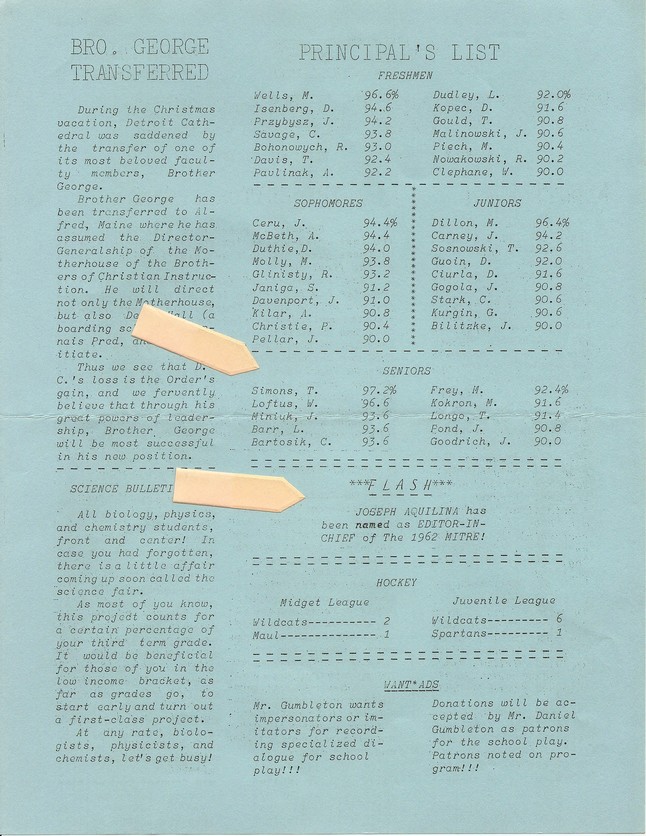 BRO. GEORGE
TRANSFERRED
During the Christmas
vacation, Detroit Cath-
edral was saddened by
the transfer of one of
its most beloved facul-
ty members, Brother
George.
Brother George has
been transferred to Al-
fred, Maine where he has
assumed the Director-
Generalship of the Mo-
therhouse of the Broth-
ers of Christian Instruc-
tion. He will direct
not only the Motherhouse,
but also (a
boarding
nais Pred,
itiate.
Thus we see that D.
C.'s loss is the Order's
gain, and we fervently
believe that through his
great powers of leader-
ship, Brother George
will be most successful
in his new position.
SCIENCE
All biology, physics,
and chemistry students,
front and center! In
case you had forgotten,
there is a little affair
coming up soon called the
science fair.
As most of you know,
this project counts for
a certain percentage of
your third term grade.
It would be beneficial
for those of you in the
low income bracket, as
far as grades go, to
start early and turn out
a first-class project.
At any rate, biolo-
gists, physicists, and
chemists, let's get busy!
PRINCIPAL'S LIST
FRESHMEN
Wells, M. 96.6% Dudley, L. 92.0%
Isenberg, D. 94.6 Kopec, D. 91.6
Przybysz, J. 94.2 Gould, T. 90.8
Savage, C. 93.8 Malinowski, J. 90.6
Bohonowych, R. 93.0 Piech, M. 90.4
Davis, T. 92.4 Nowakowski, R. 90.2
Pavlinak, A. 92.2 Clephane, W. 90.0
SOPHOMORES
Ceru, J. 94.4%
McBeth, A. 94.4
Duthie,D. 94.0
Molly, M. 93.8
Glinisty, R. 93.2
Janiga, S. 91.2
Davenport, J. 91.0
Kilar, A. 90.8
Christie, P. 90.4
Pellar, J. 90.0
JUNIORS
Dillon, M. 96.4%
Carney, J. 94.2
Sosnowski, T. 92.6
Guoin, D. 92.0
Ciurla, D. 91.6
Gogola, J. 90.8
Stark, C. 90.6
Kurgin, G. 90.6
Bilitzke, J. 90.0
SENIORS
Simons, T. 97.2% Frey, H. 92.4%
Loftus, W. 96.6 Kokron, M. 91.6
Miniuk, J. 93.6 Longo, T. 91.4
Barr, L. 93.6 Pond, J. 90.8
Bartosik, C. 93.6 Goodrich, J. 90.0
***F L A S H***
JOSEPH AQUILINA has
been named as EDITOR-IN-
CHIEF of The 1962 MITRE!
HOCKEY
Midget League
Wildcats---------- 2
Maul-------------- 1
Juvenile League
Wildcats--------- 6
Spartans--------- 1
WANT*ADS
Mr. Gumbleton wants
impersonators or im-
itators for record-
ing specialized di-
alogue for school
play!!!
Donations will be ac-
cepted by Mr. Daniel
Gumbleton as patrons
for the school play.
Patrons noted on pro-
gram!!!